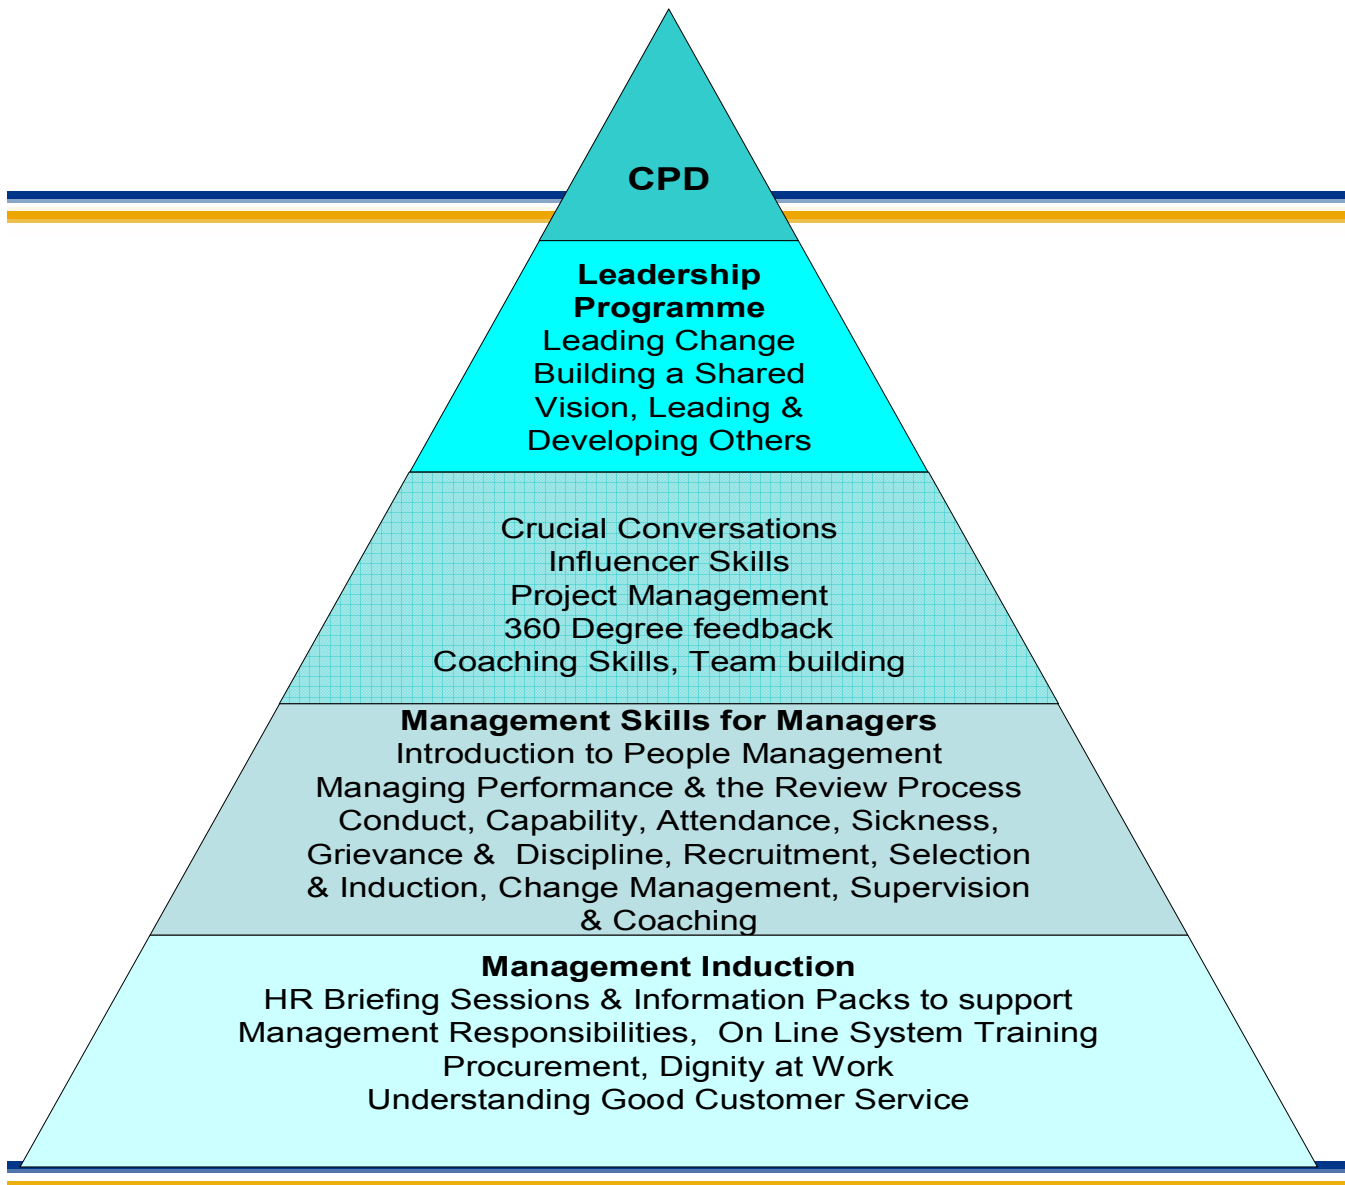 CPD
Leadership
Programme
Leading Change
Building a Shared
Vision, Leading &
Developing Others
Crucial Conversations
Influencer Skills
Project Management
360 Degree feedback
Coaching Skills, Team building
Management Skills for Managers
Introduction to People Management
Managing Performance & the Review Process
Conduct, Capability, Attendance, Sickness,
Grievance &  Discipline, Recruitment, Selection
& Induction, Change Management, Supervision
& Coaching
Management Induction
HR Briefing Sessions & Information Packs to support
Management Responsibilities,  On Line System Training
Procurement, Dignity at Work
Understanding Good Customer Service